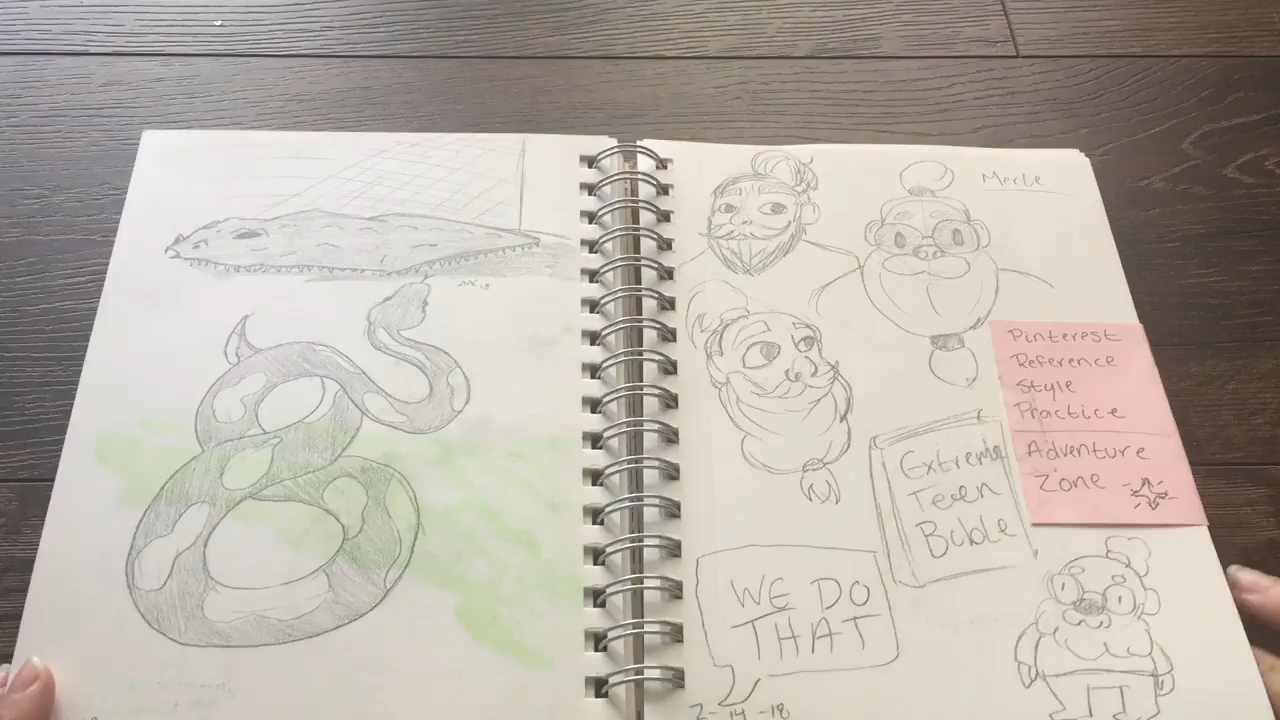 Merle
Pinterest
Reference
Style
Practice
Adventure
Zone
Extreme
Teen
Bible
WE DO
THAT
2-14-18